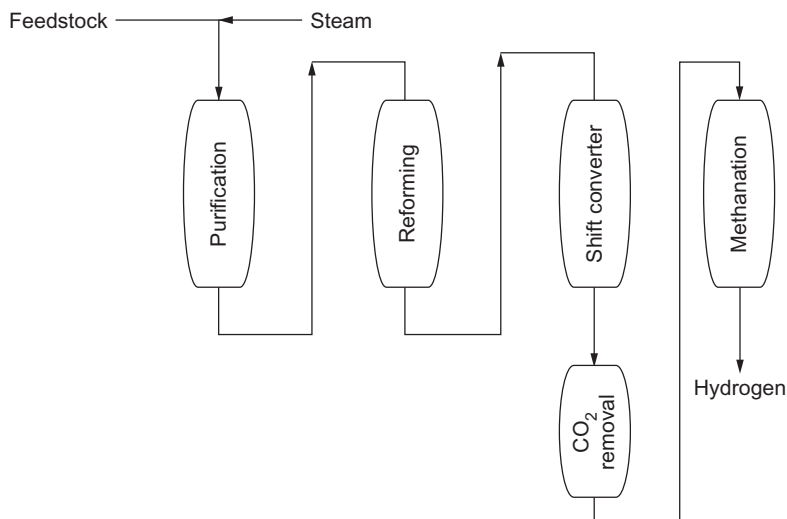 Feedstock
Steam
Purification
Reforming
Shift converter
Methanation
CO₂
removal
Hydrogen